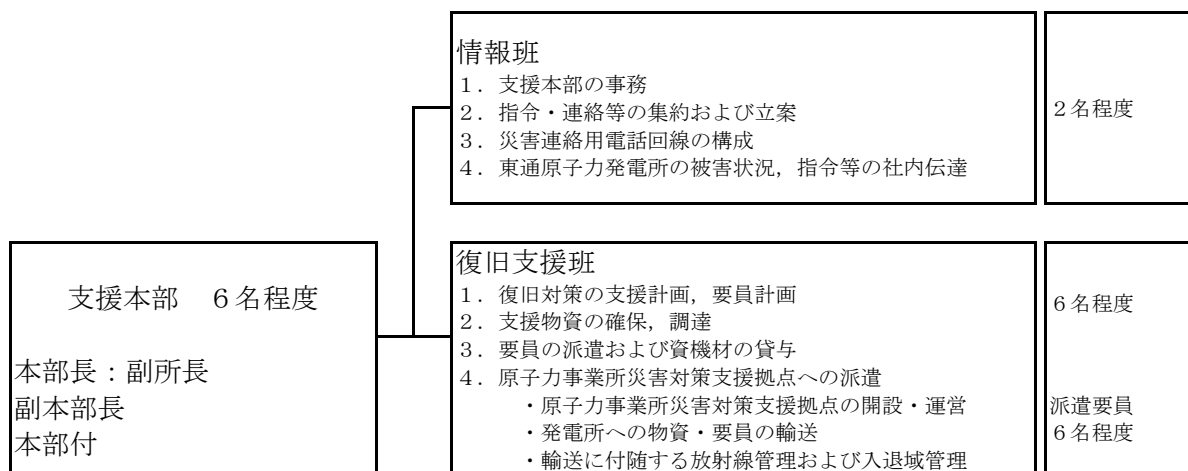 情報班
１．支援本部の事務
２．指令・連絡等の集約および立案
３．災害連絡用電話回線の構成
４．東通原子力発電所の被害状況，指令等の社内伝達
２名程度
支援本部　６名程度
本部長：副所長
副本部長
本部付
復旧支援班
１．復旧対策の支援計画，要員計画
２．支援物資の確保，調達
３．要員の派遣および資機材の貸与
４．原子力事業所災害対策支援拠点への派遣
・原子力事業所災害対策支援拠点の開設・運営
・発電所への物資・要員の輸送
・輸送に付随する放射線管理および入退域管理
６名程度
派遣要員
６名程度